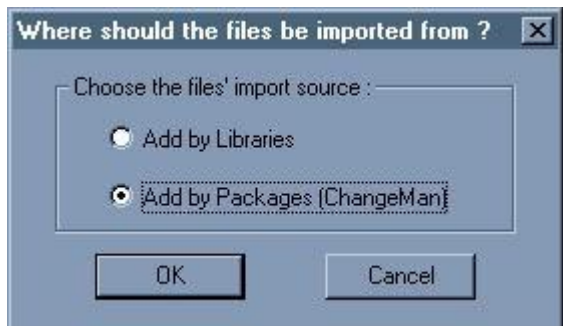 Where should the files be imported from ?
Choose the files' import source :
Add by Libraries
Add by Packages (ChangeMan)
OK
Cancel